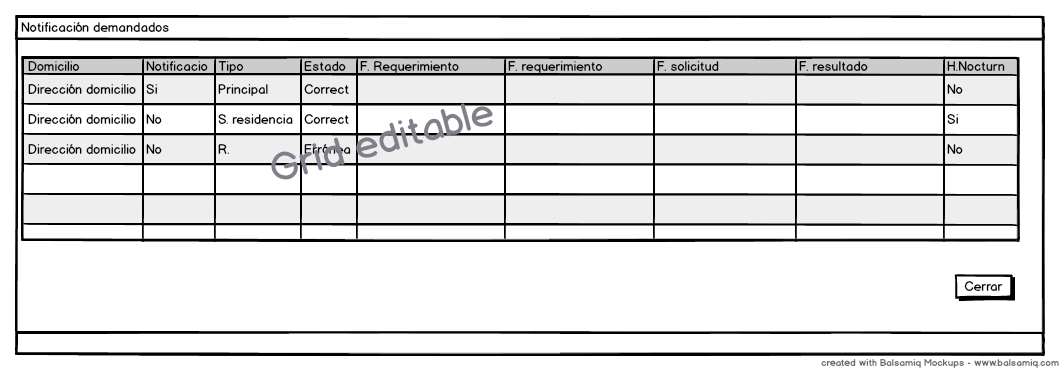 Notificación demandados
Domicilio Notificacio Tipo Estado F. Requerimiento F. requerimiento F. solicitud F. resultado H.Nocturn
Dirección domicilio Si Principal Correct No
Dirección domicilio No S. residencia Correct Si
Dirección domicilio No R. Errónea No
Grid editable
Cerrar
created with Balsamiq Mockups - www.balsamiq.com